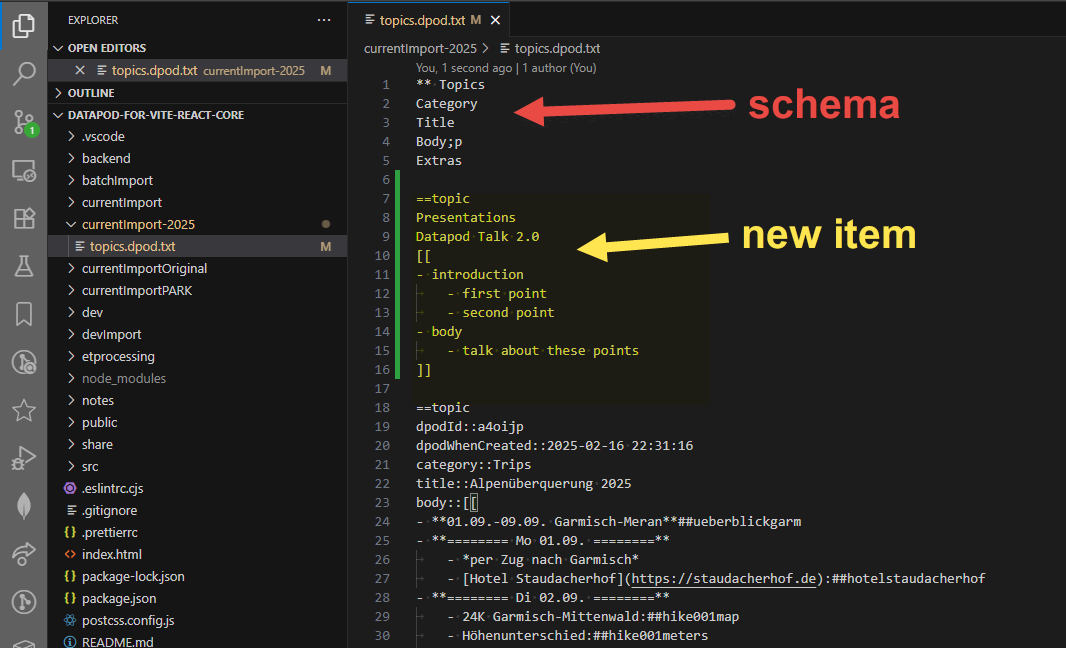 EXPLORER
OPEN EDITORS
topics.dpod.txt currentImport-2025 M
OUTLINE
DATAPOD-FOR-VITE-REACT-CORE
.vscode
backend
batchImport
currentImport
currentImport-2025
topics.dpod.txt M
currentImportOriginal
currentImportPARK
dev
devImport
etprocessing
node_modules
notes
public
share
src
.eslintrc.cjs
.gitignore
.prettierrc
index.html
package-lock.json
package.json
postcss.config.js
README.md
1
topics.dpod.txt M
currentImport-2025 > topics.dpod.txt
You, 1 second ago | 1 author (You)
1 ** Topics
2 Category
3 Title
4 Body;p
5 Extras
6
7 ==topic
8 Presentations
9 Datapod Talk 2.0
10 [[
11 - introduction
12 - first point
13 - second point
14 - body
15 - talk about these points
16 ]]
17
18 ==topic
19 dpodId::a4oijp
20 dpodWhenCreated::2025-02-16 22:31:16
21 category::Trips
22 title::Alpenüberquerung 2025
23 body::[[
24 - **01.09.-09.09. Garmisch-Meran**##ueberblickgarm
25 - **======== Mo 01.09. ========**
26 - *per Zug nach Garmisch*
27 - [Hotel Staudacherhof](https://staudacherhof.de):##hotelstaudacherhof
28 - **======== Di 02.09. ========**
29 - 24K Garmisch-Mittenwald:##hike001map
30 - Höhenunterschied:##hike001meters
schema
new item